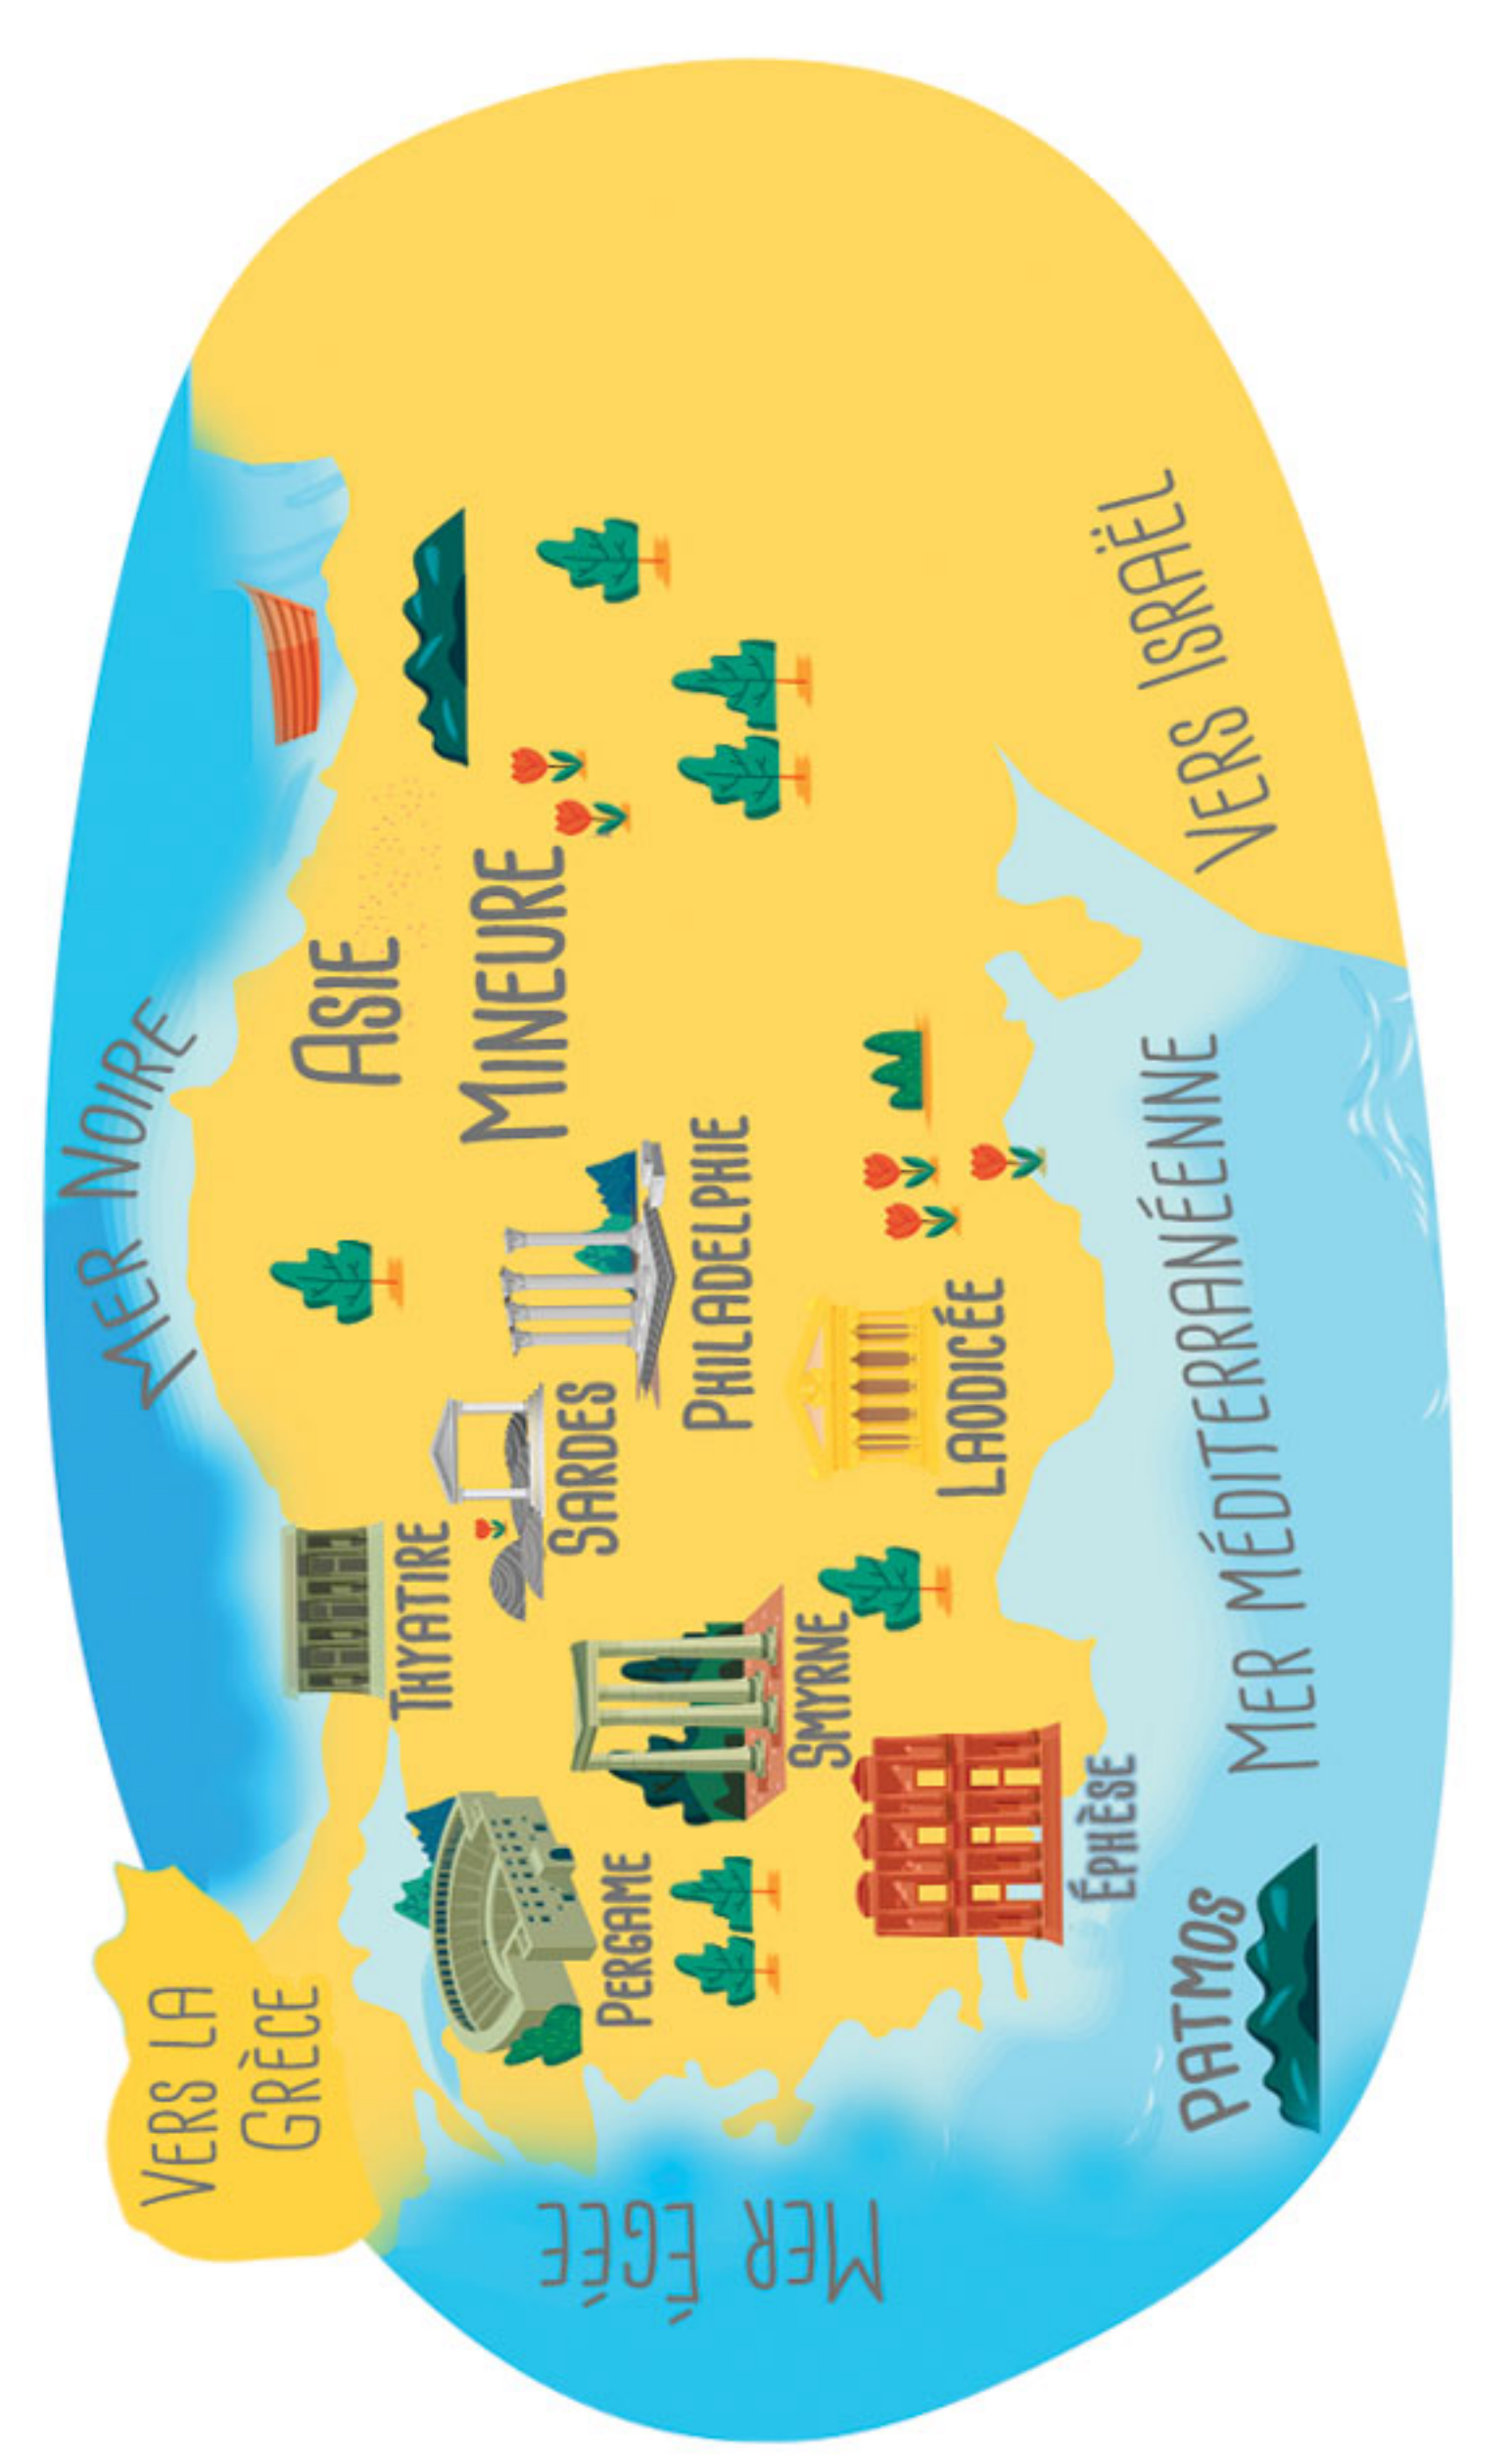 Mer Noire
Vers la
Grèce
Asie
Mineure
Thyatire
Sardes
Philadelphie
Pergame
Smyrne
Laodicée
Éphèse
Mer Égée
Patmos
Mer Méditerranéenne
Vers Israël